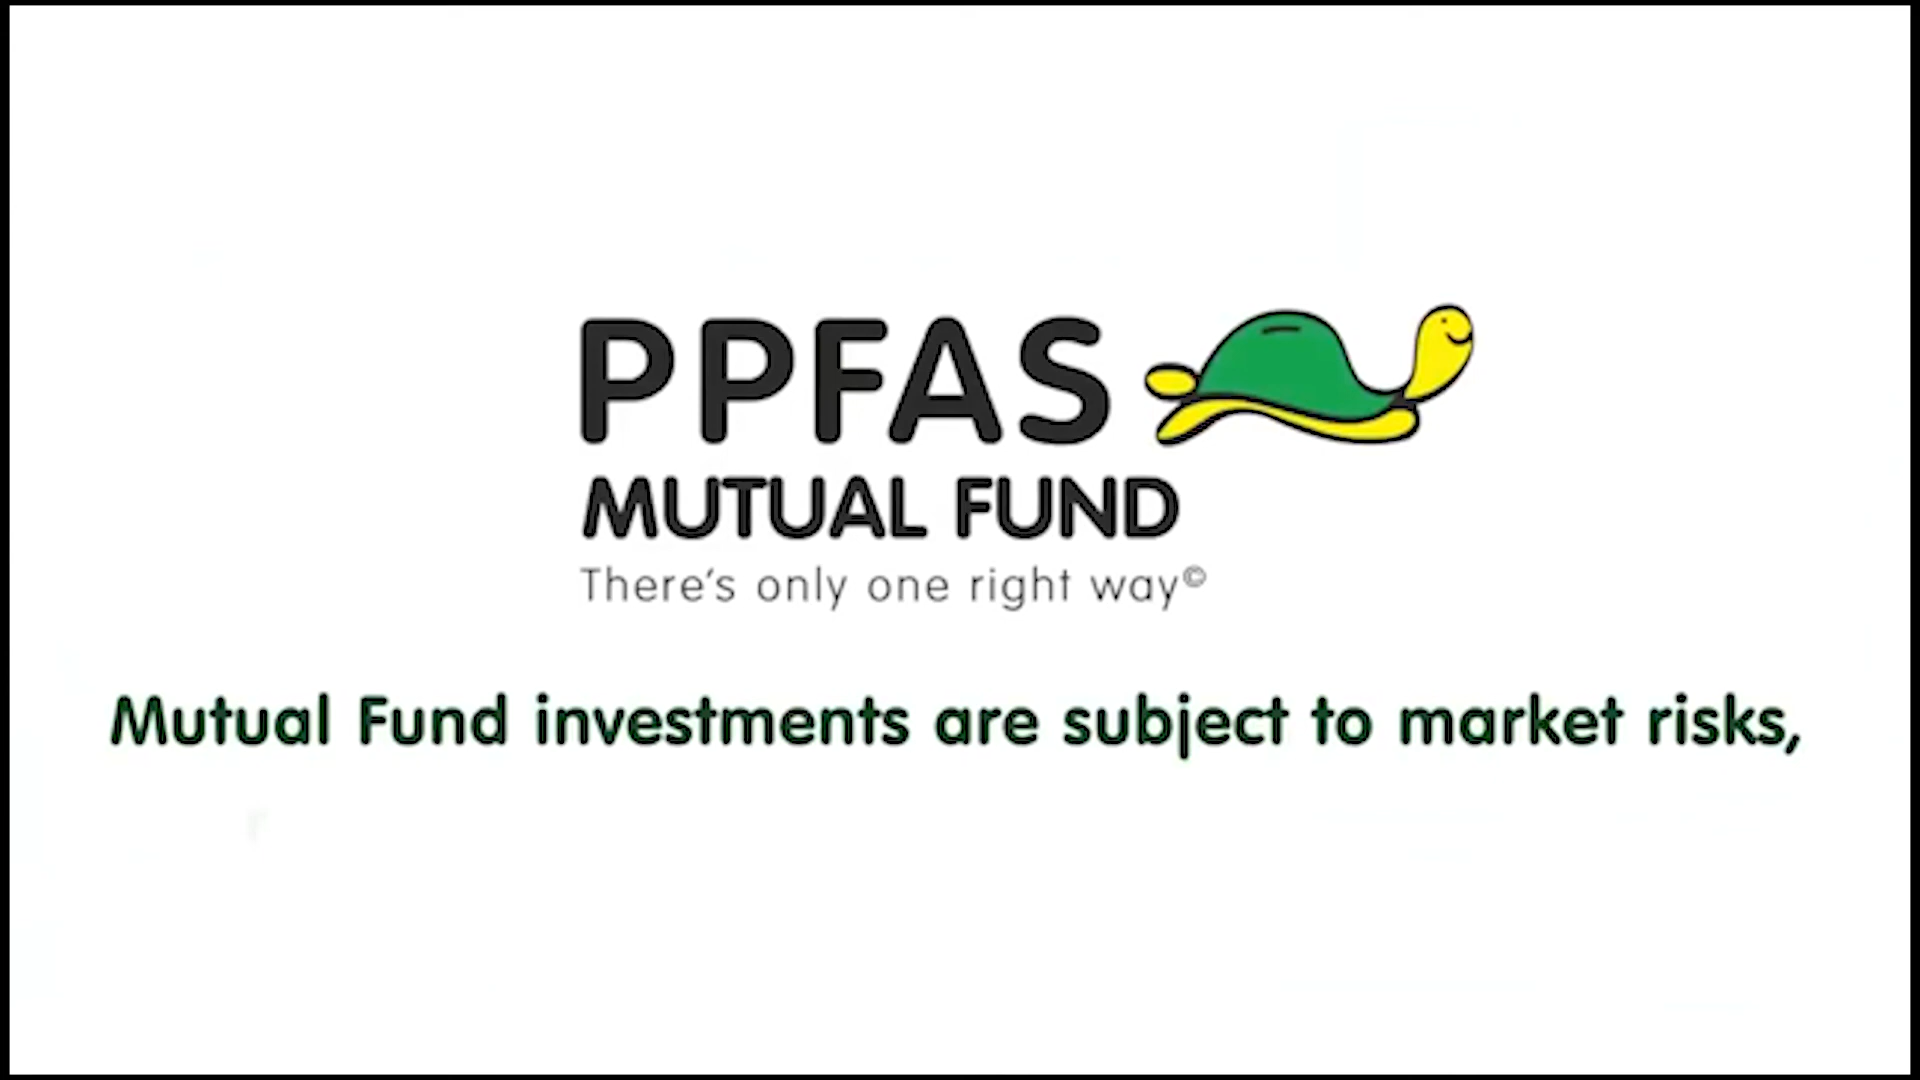 PPFAS
MUTUAL FUND
There's only one right way©
Mutual Fund investments are subject to market risks,